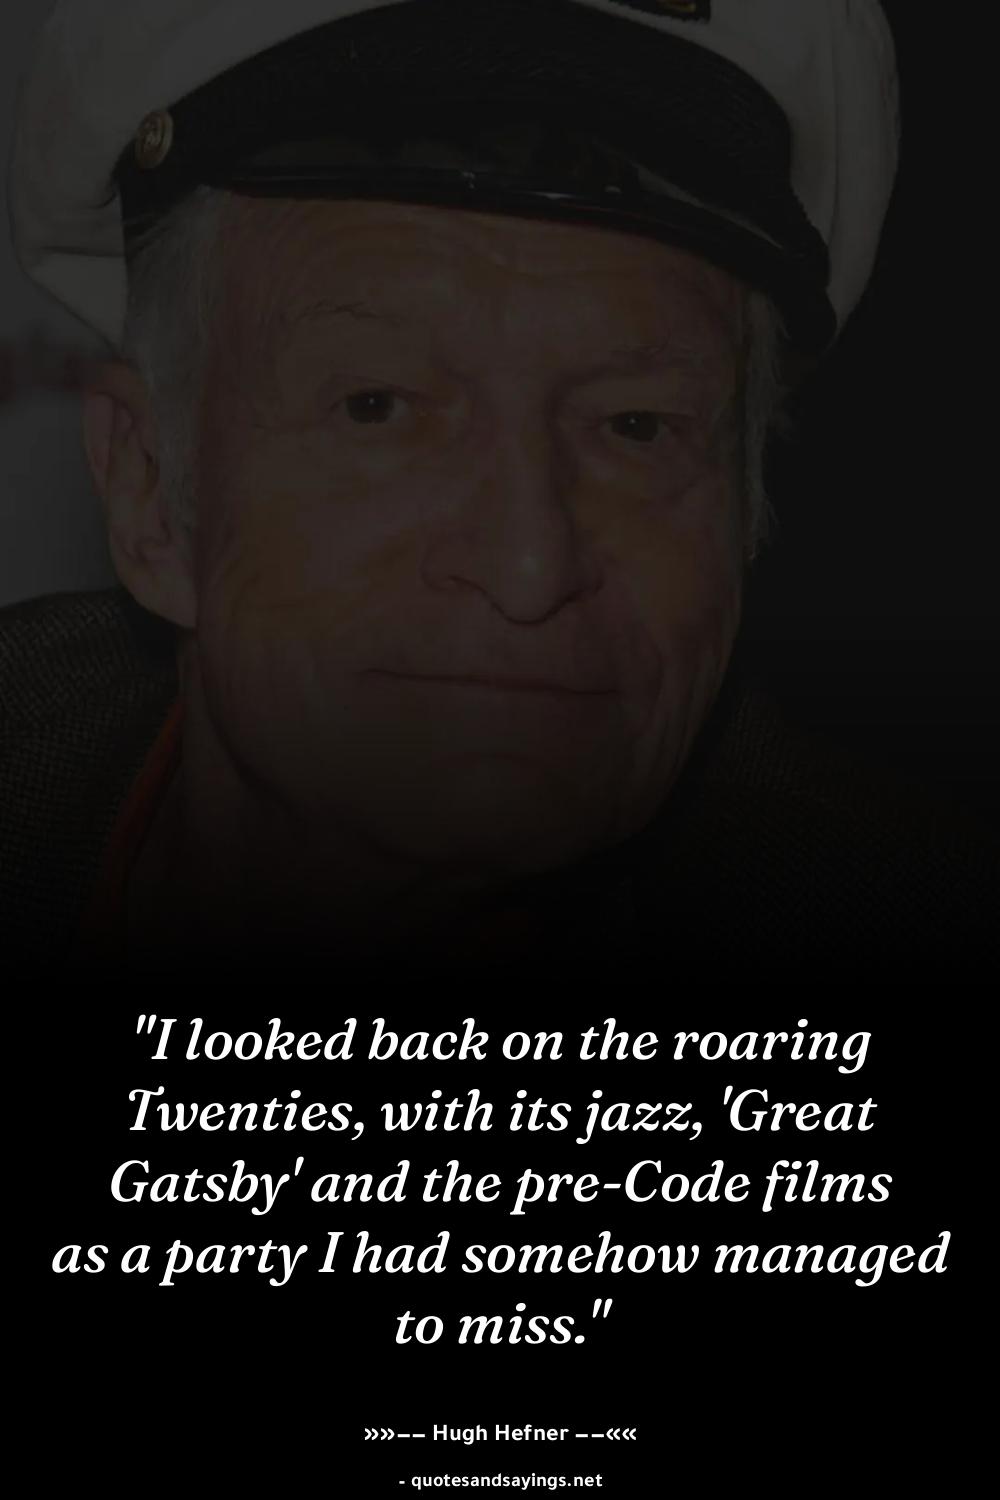 "I looked back on the roaring
Twenties, with its jazz, 'Great
Gatsby' and the pre-Code films
as a party I had somehow managed
to miss."
»»−− Hugh Hefner −−««
- quotesandsayings.net